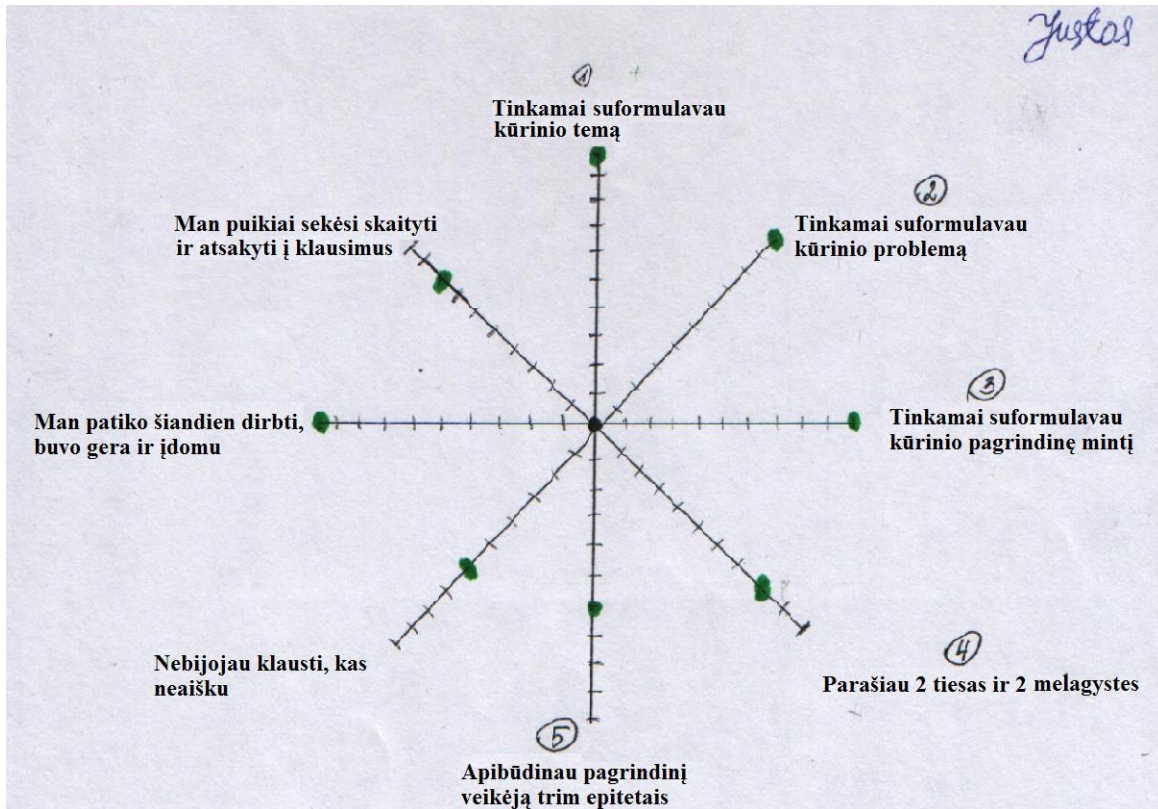 Justas
1
Tinkamai suformulavau
kūrinio temą
2
Tinkamai suformulavau
kūrinio problemą
Man puikiai sekėsi skaityti
ir atsakyti į klausimus
3
Tinkamai suformulavau
kūrinio pagrindinę mintį
Man patiko šiandien dirbti,
buvo gera ir įdomu
4
Parašiau 2 tiesas ir 2 melagystes
Nebijojau klausti, kas
neaišku
5
Apibūdinau pagrindinį
veikėją trim epitetais